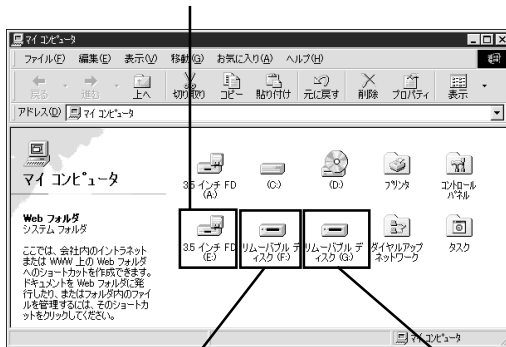 マイ コンピュータ
ファイル(F) 編集(E) 表示(V) 移動(G) お気に入り(A) ヘルプ(H)
戻る 進む 上へ 切り取り コピー 貼り付け 元に戻す 削除 プロパティ 表示
アドレス(D) マイ コンピュータ
マイ コンピュータ
3.5 インチ FD (A:)
(C:)
(D:)
プリンタ
コントロール パネル
Web フォルダ
システム フォルダ
ここでは、会社内のイントラネット
または WWW 上の Web フォルダ
へのショートカットを作成できます。
ドキュメントを Web フォルダに発
行したり、またはフォルダ内のファイ
ルを管理するには、そのショートカ
ットをクリックしてください。
3.5 インチ FD (E:)
リムーバブル ディスク (F:)
リムーバブル ディスク (G:)
ダイヤルアップ ネットワーク
タスク
マイ コンピュータ